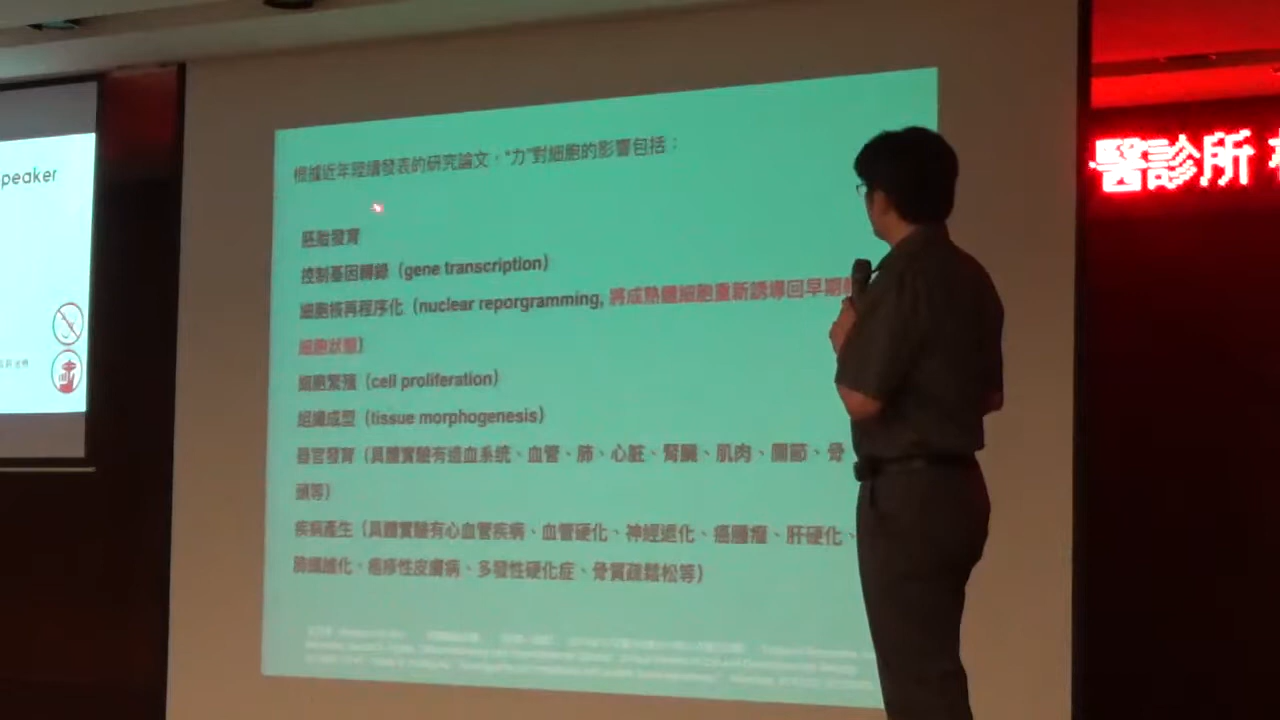 peaker
醫診所
根據近年陸續發表的研究論文，“力”對細胞的影響包括：
胚胎發育
控制基因轉錄（gene transcription）
細胞核再程序化（nuclear reporgramming, 將成熟體細胞重新誘導回早期
細胞狀態）
細胞繁殖（cell proliferation）
組織成型（tissue morphogenesis）
器官發育（具體實驗有造血系统、血管、肺、心脏、腎臟、肌肉、關節、骨
頭等）
疾病產生（具體實驗有心血管疾病、血管硬化、神經退化、癌腫瘤、肝硬化、
肺纖維化、疱疹性皮膚病、多發性硬化症、骨質疏鬆松等）